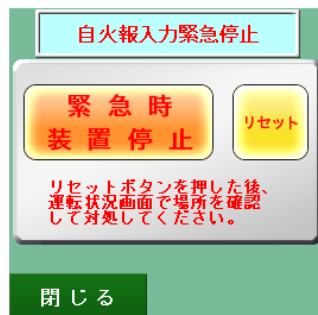 自火報入力緊急停止
緊急時
装置停止
リセット
リセットボタンを押した後、
運転状況画面で場所を確認
して対処してください。
閉じる